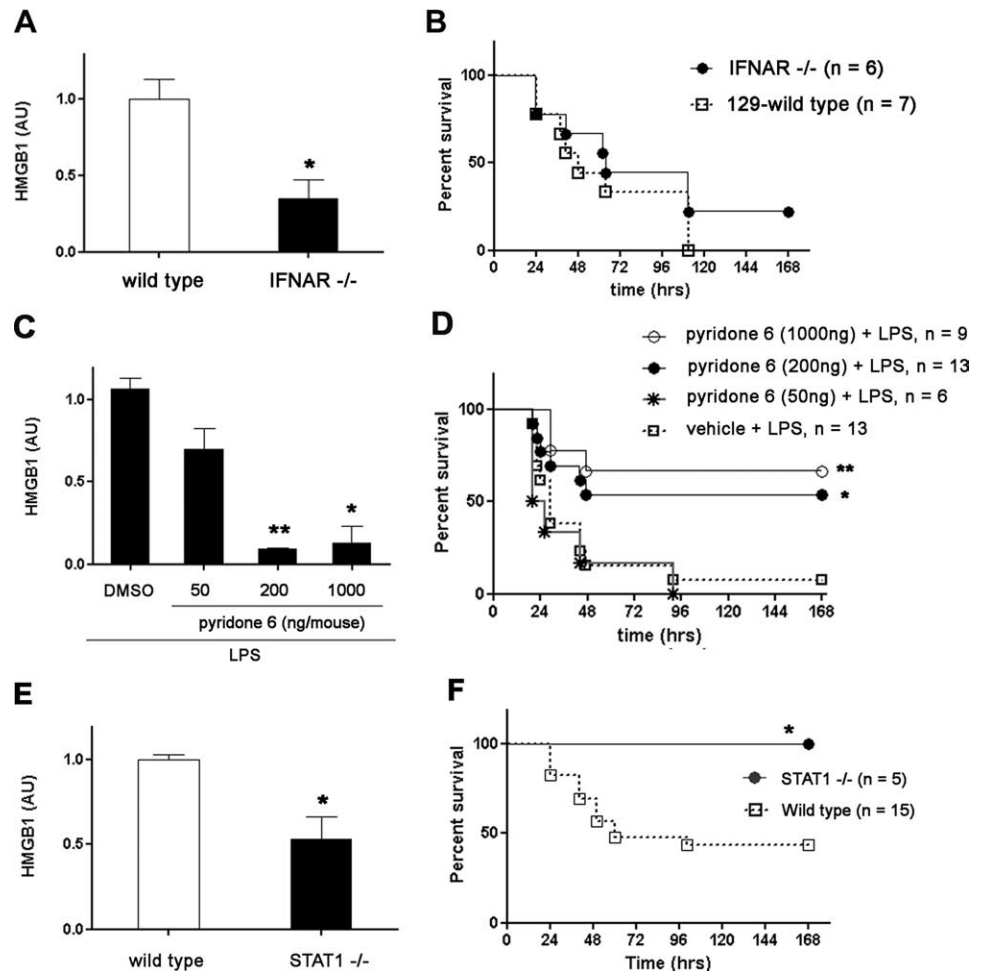 A
HMGB1 (AU)
1.0
0.5
0.0
*
wild type
IFNAR -/-
B
Percent survival
100
50
0
IFNAR -/- (n = 6)
129-wild type (n = 7)
0 24 48 72 96 120 144 168
time (hrs)
C
HMGB1 (AU)
1.0
0.5
0.0
** *
DMSO 50 200 1000
pyridone 6 (ng/mouse)
LPS
D
pyridone 6 (1000ng) + LPS, n = 9
pyridone 6 (200ng) + LPS, n = 13
pyridone 6 (50ng) + LPS, n = 6
vehicle + LPS, n = 13
Percent survival
100
50
0
**
*
0 24 48 72 96 120 144 168
time (hrs)
E
HMGB1 (AU)
1.0
0.5
0.0
*
wild type
STAT1 -/-
F
Percent survival
100
50
0
*
STAT1 -/- (n = 5)
Wild type (n = 15)
0 24 48 72 96 120 144 168
Time (hrs)